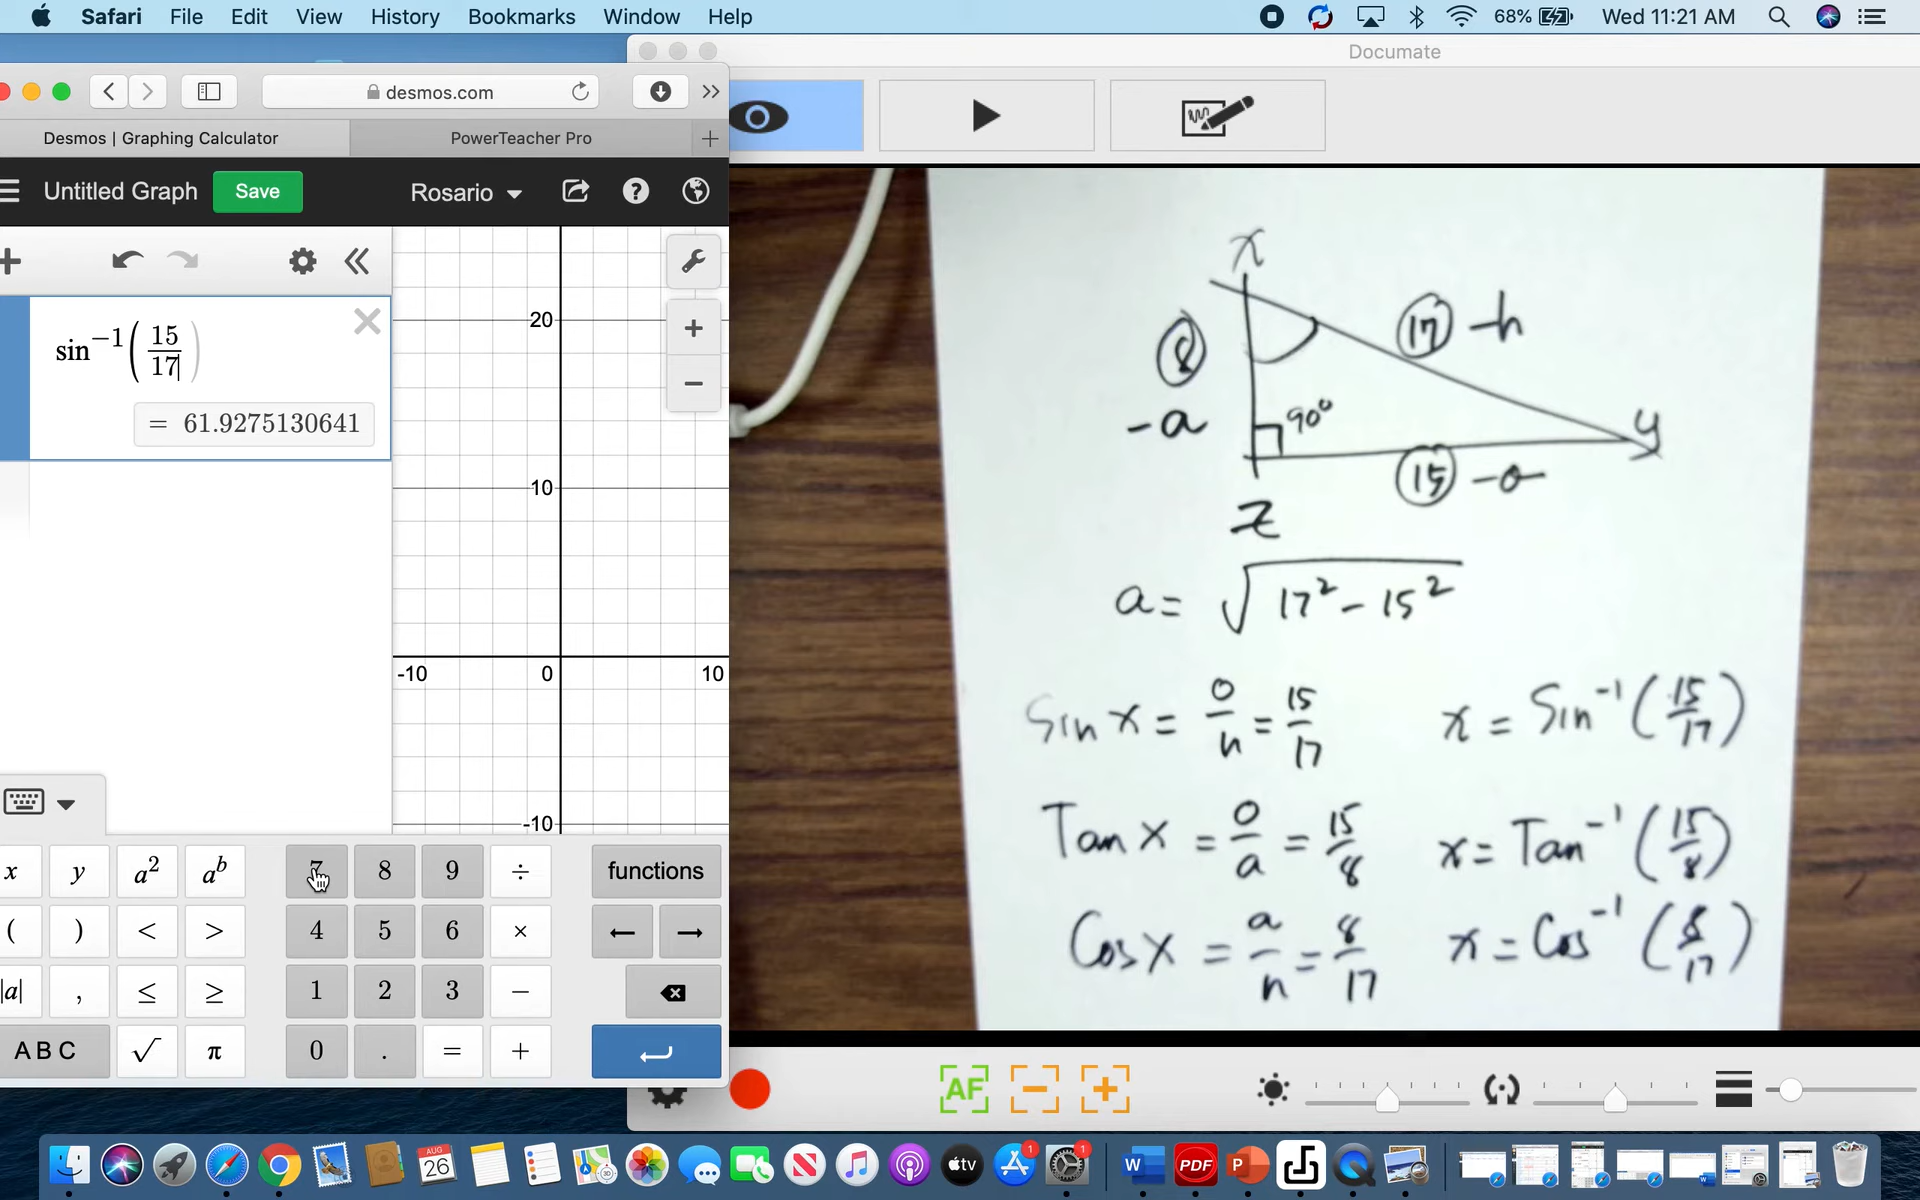 Safari File Edit View History Bookmarks Window Help 68% Wed 11:21 AM
Documate
desmos.com
Desmos | Graphing Calculator PowerTeacher Pro
Untitled Graph Save Rosario
sin⁻¹(15/17)
= 61.9275130641
20
10
-10 0 10
-10
x y a² aᵇ 7 8 9 ÷ functions
( ) < > 4 5 6 × ← →
|a| , ≤ ≥ 1 2 3 −
A B C √ π 0 . = +
x
8 17 - h
- a 90° y
15 - o
z
a = √17² - 15²
Sin x = o/h = 15/17 x = Sin⁻¹(15/17)
Tan x = o/a = 15/8 x = Tan⁻¹(15/8)
Cos x = a/h = 8/17 x = Cos⁻¹(8/17)
AF
AUG 26 tv 1 1 W PDF P